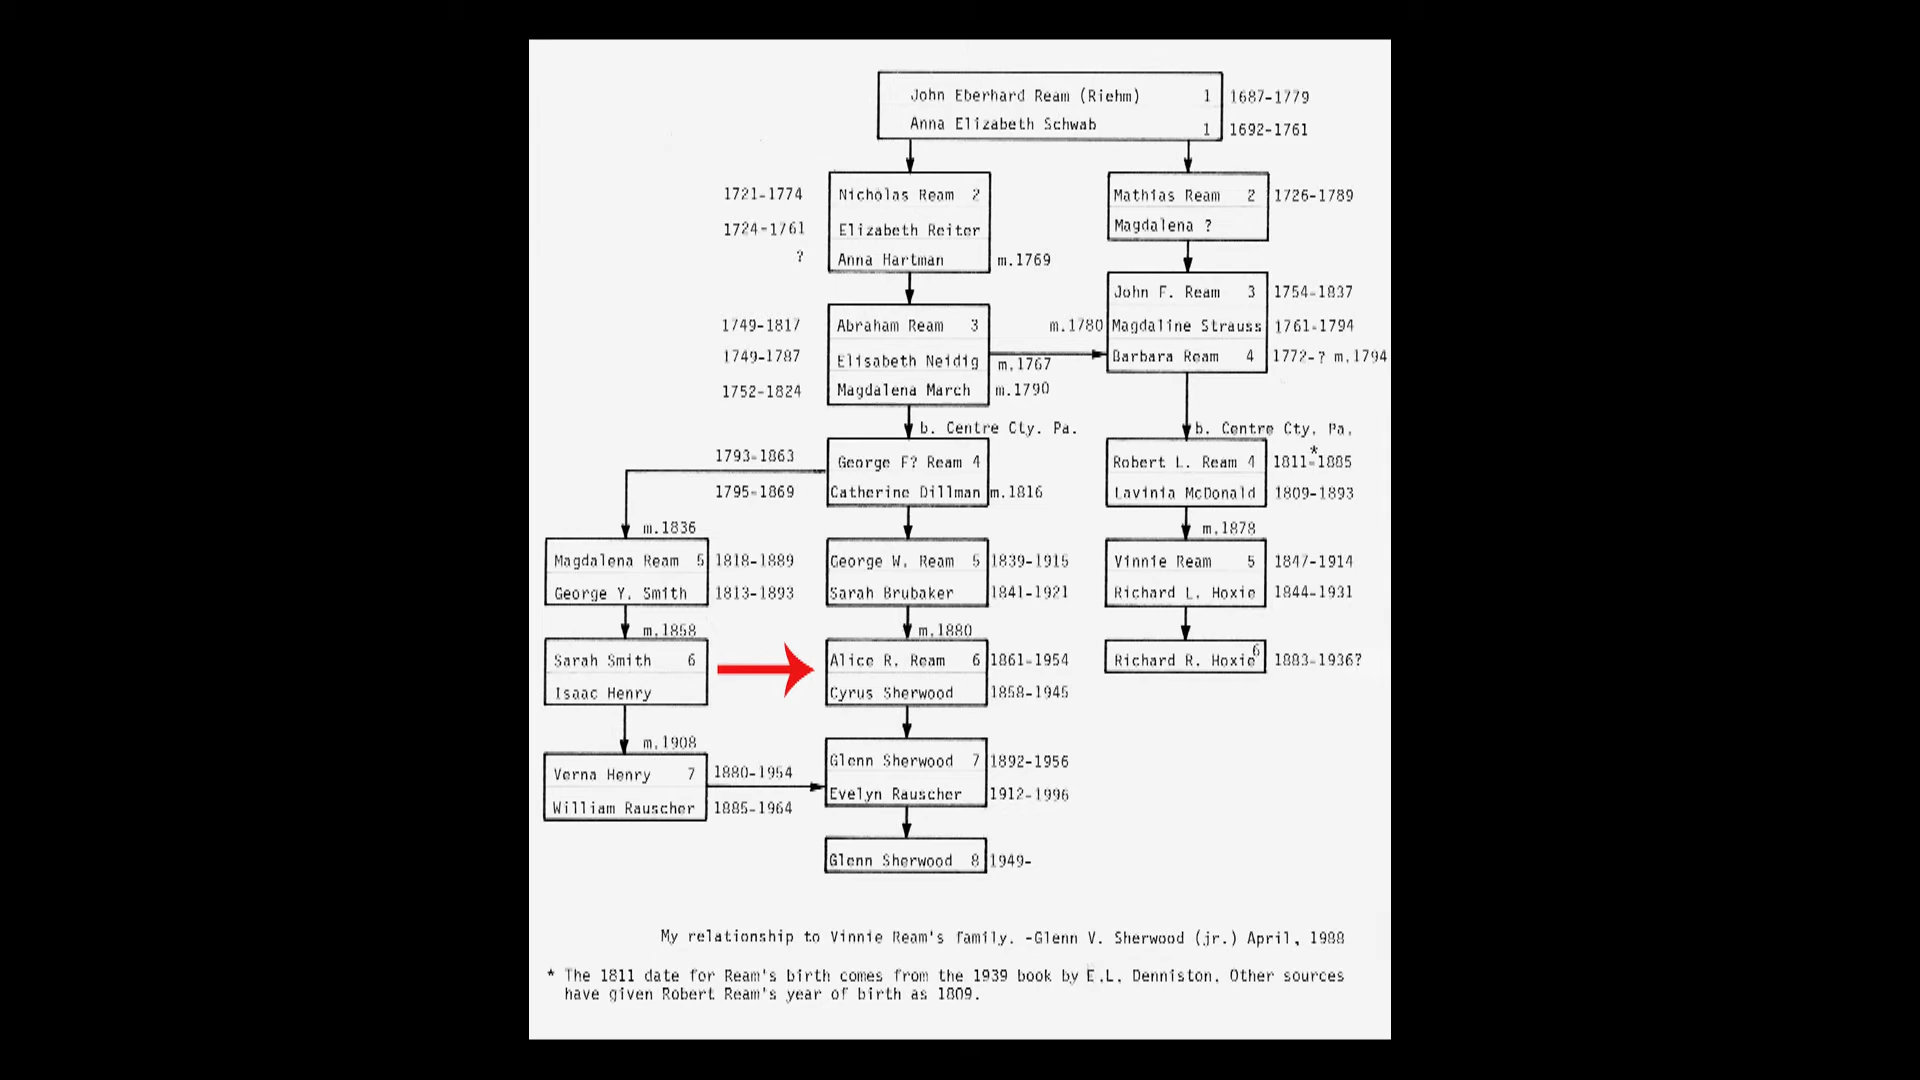 John Eberhard Ream (Riehm) 1 1687-1779
Anna Elizabeth Schwab 1 1692-1761
1721-1774 Nicholas Ream 2
1724-1761 Elizabeth Reiter
? Anna Hartman m.1769
Mathias Ream 2 1726-1789
Magdalena ?
1749-1817 Abraham Ream 3
1749-1787 Elisabeth Neidig m.1767
1752-1824 Magdalena March m.1790
John F. Ream 3 1754-1837
m.1780 Magdaline Strauss 1761-1794
Barbara Ream 4 1772-? m.1794
b. Centre Cty. Pa.
1793-1863 George F? Ream 4
1795-1869 Catherine Dillman m.1816
b. Centre Cty. Pa.
Robert L. Ream 4 1811-1885 *
Lavinia McDonald 1809-1893
m.1836
Magdalena Ream 5 1818-1889
George Y. Smith 1813-1893
George W. Ream 5 1839-1915
Sarah Brubaker 1841-1921
m.1878
Vinnie Ream 5 1847-1914
Richard L. Hoxie 1844-1931
m.1858
Sarah Smith 6
Isaac Henry
m.1880
Alice R. Ream 6 1861-1954
Cyrus Sherwood 1858-1945
Richard R. Hoxie 6 1883-1936?
m.1908
Verna Henry 7 1880-1954
William Rauscher 1885-1964
Glenn Sherwood 7 1892-1956
Evelyn Rauscher 1912-1996
Glenn Sherwood 8 1949-
My relationship to Vinnie Ream's family. -Glenn V. Sherwood (jr.) April, 1988
* The 1811 date for Ream's birth comes from the 1939 book by E.L. Denniston. Other sources
have given Robert Ream's year of birth as 1809.